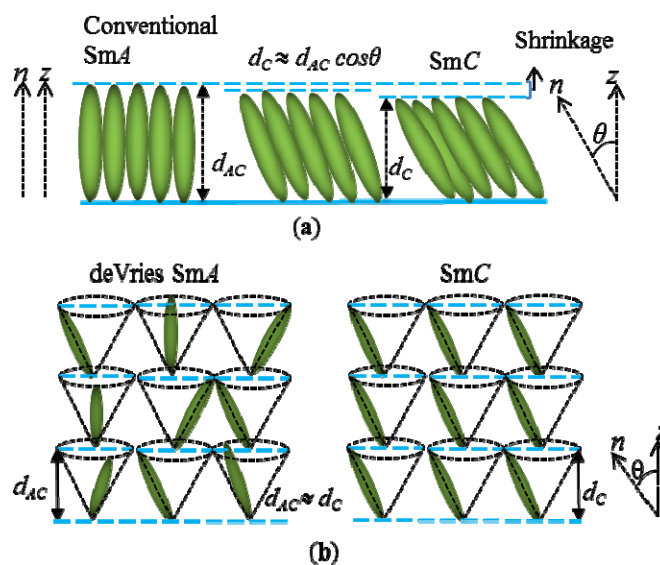 Conventional
SmA
d_C ≈ d_AC cosθ
SmC
Shrinkage
n z
n
z
θ
d_AC
d_C
(a)
deVries SmA
SmC
d_AC
d_AC ≈ d_C
d_C
n
θ
(b)